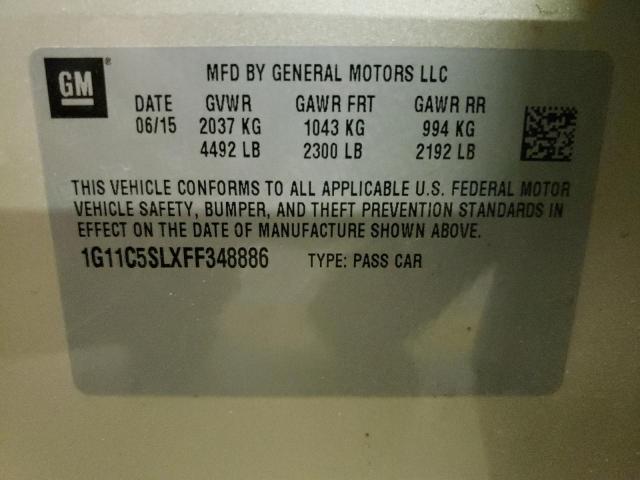 GM ®
MFD BY GENERAL MOTORS LLC
DATE GVWR GAWR FRT GAWR RR
06/15 2037 KG 1043 KG 994 KG
4492 LB 2300 LB 2192 LB
THIS VEHICLE CONFORMS TO ALL APPLICABLE U.S. FEDERAL MOTOR
VEHICLE SAFETY, BUMPER, AND THEFT PREVENTION STANDARDS IN
EFFECT ON THE DATE OF MANUFACTURE SHOWN ABOVE.
1G11C5SLXFF348886 TYPE: PASS CAR